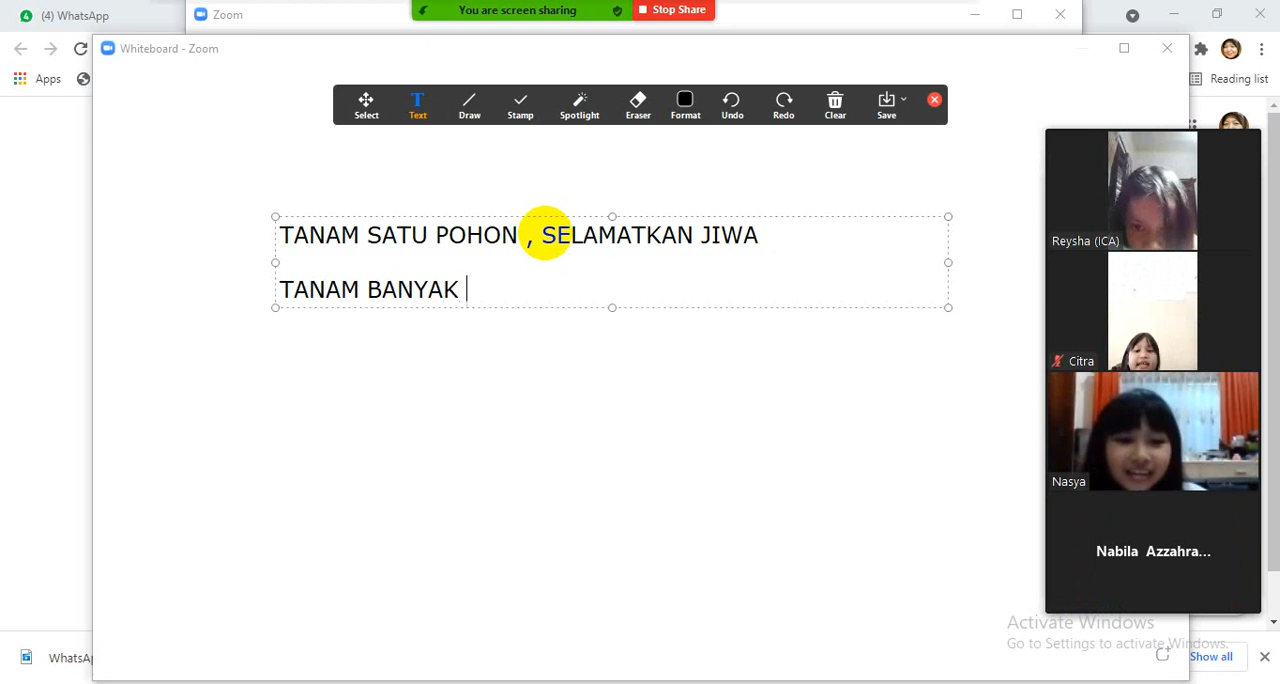 (4) WhatsApp
Zoom
You are screen sharing
Stop Share
Whiteboard - Zoom
Apps
Reading list
Select
Text
Draw
Stamp
Spotlight
Eraser
Format
Undo
Redo
Clear
Save
TANAM SATU POHON , SELAMATKAN JIWA
TANAM BANYAK
Reysha (ICA)
Citra
Nasya
Nabila Azzahra...
Activate Windows
Go to Settings to activate Windows.
WhatsAp
Show all